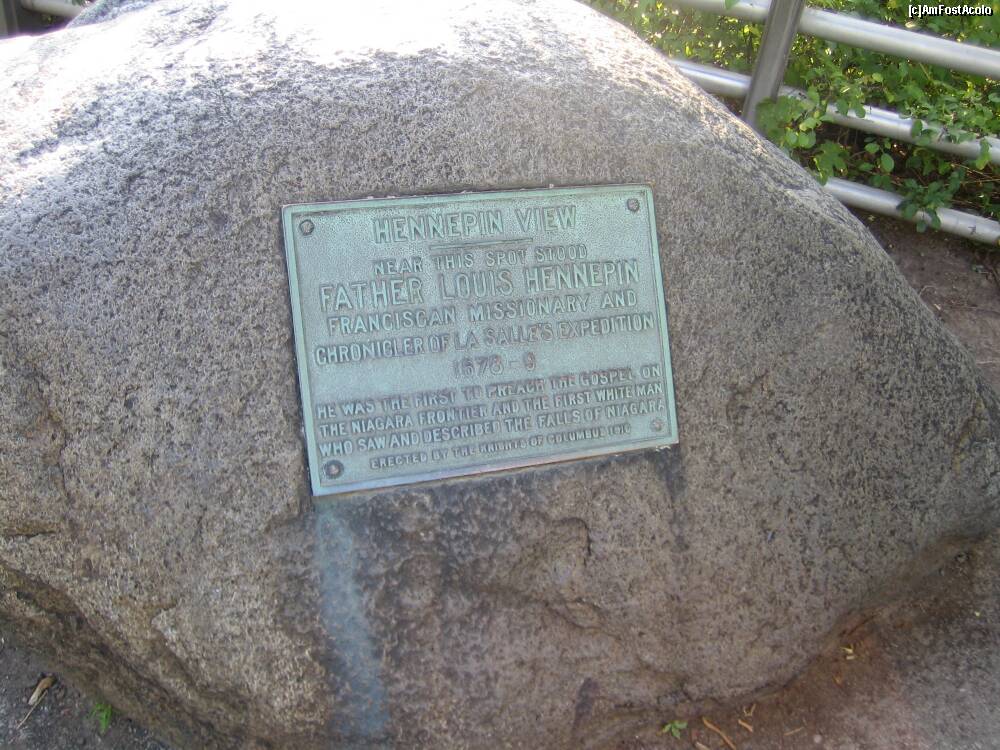 [c]AmFostAcolo
HENNEPIN VIEW
NEAR THIS SPOT STOOD
FATHER LOUIS HENNEPIN
FRANCISCAN MISSIONARY AND
CHRONICLER OF LA SALLE'S EXPEDITION
1678-9
HE WAS THE FIRST TO PREACH THE GOSPEL ON
THE NIAGARA FRONTIER AND THE FIRST WHITE MAN
WHO SAW AND DESCRIBED THE FALLS OF NIAGARA
ERECTED BY THE KNIGHTS OF COLUMBUS